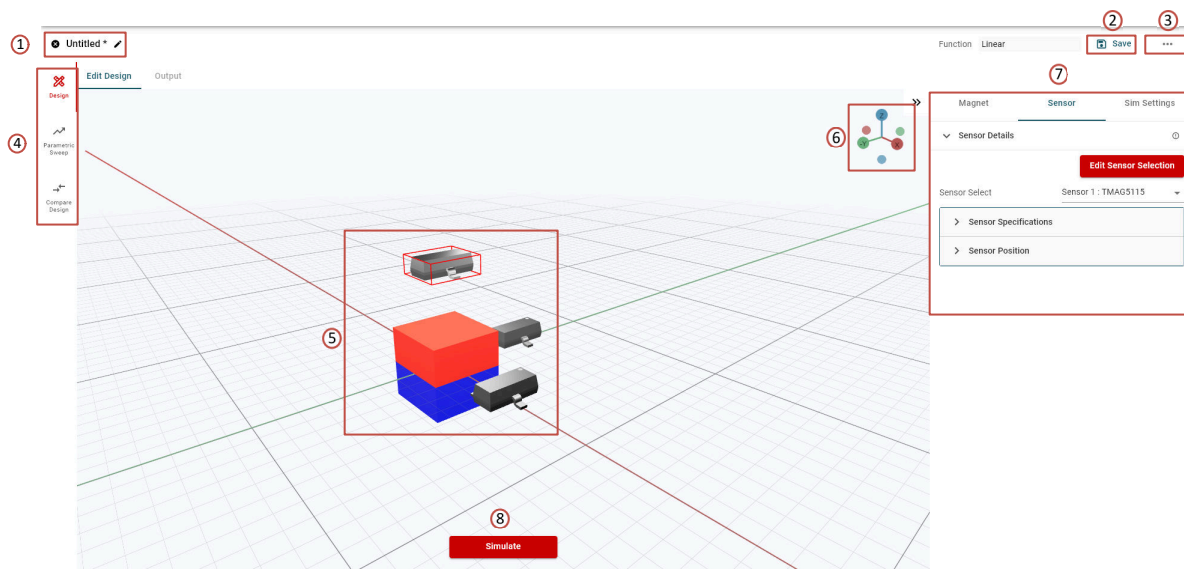 2
3
1
Untitled *
Function Linear
Save
...
7
Design
Edit Design
Output
Magnet
Sensor
Sim Settings
4
Parametric
Sweep
6
Z
-Y
X
Sensor Details
Edit Sensor Selection
Sensor Select
Sensor 1 : TMAG5115
Compare
Design
Sensor Specifications
Sensor Position
5
8
Simulate